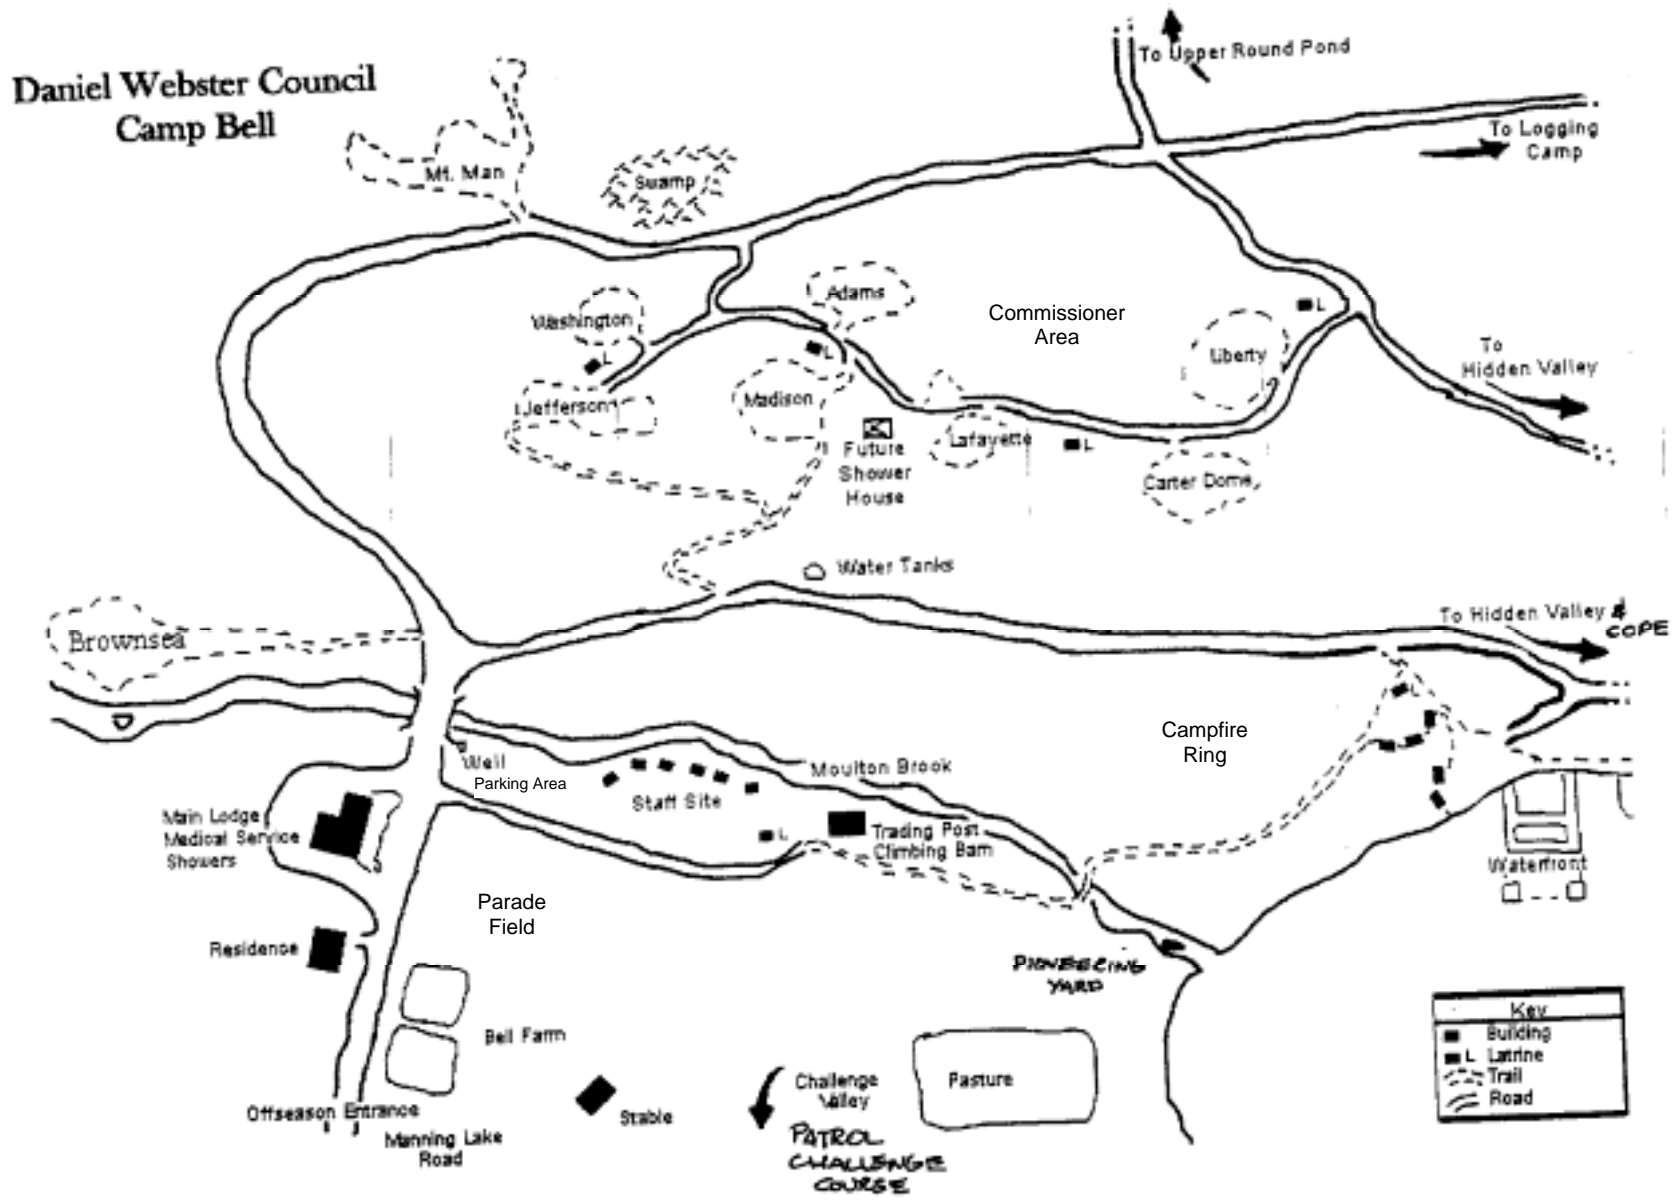 Daniel Webster Council
Camp Bell
To Upper Round Pond
To Logging
Camp
Mt. Man
Swamp
Adams
Washington
Commissioner
Area
L
L
L
Liberty
To
Hidden Valley
Jefferson
Madison
Lafayette
L
Future
Shower
House
Carter Dome
Water Tanks
Brownsea
To Hidden Valley &
COPE
Well
Parking Area
Moulton Brook
Campfire
Ring
Staff Site
Main Lodge
Medical Service
Showers
L
Trading Post
Climbing Barn
Waterfront
Parade
Field
Residence
PIONEERING
YARD
Bell Farm
Key
Building
L Latrine
Trail
Road
Challenge
Valley
Pasture
Offseason Entrance
Stable
Manning Lake
Road
PATROL
CHALLENGE
COURSE